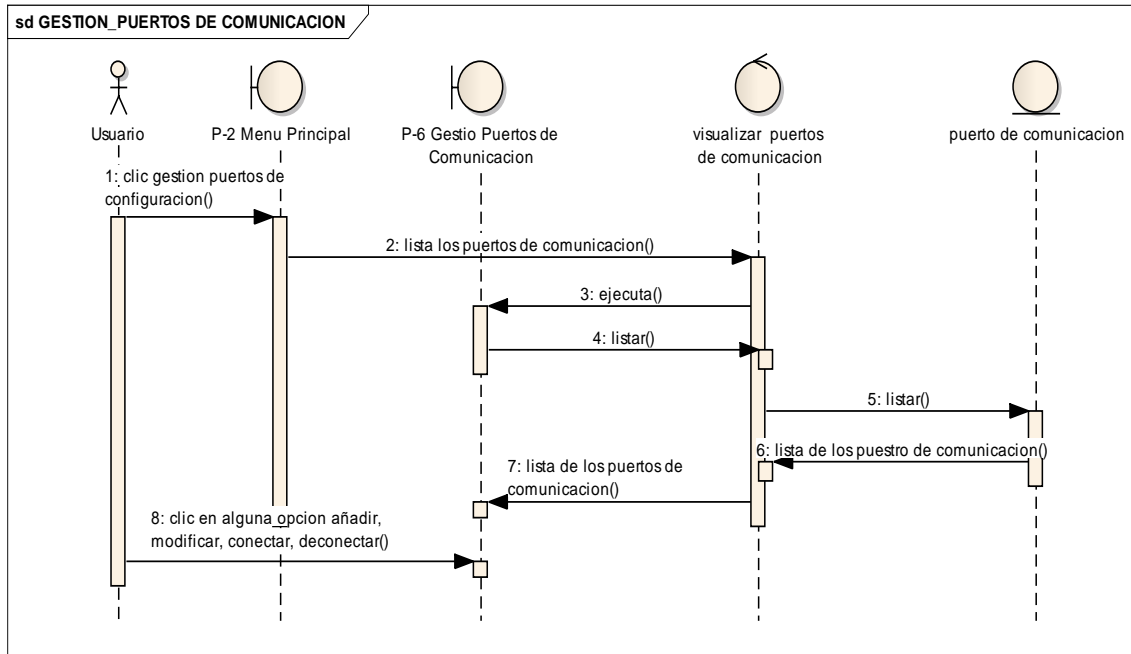 sd GESTION_PUERTOS DE COMUNICACION
Usuario
P-2 Menu Principal
P-6 Gestio Puertos de
Comunicacion
visualizar puertos
de comunicacion
puerto de comunicacion
1: clic gestion puertos de
configuracion()
2: lista los puertos de comunicacion()
3: ejecuta()
4: listar()
5: listar()
6: lista de los puestro de comunicacion()
7: lista de los puertos de
comunicacion()
8: clic en alguna opcion añadir,
modificar, conectar, deconectar()